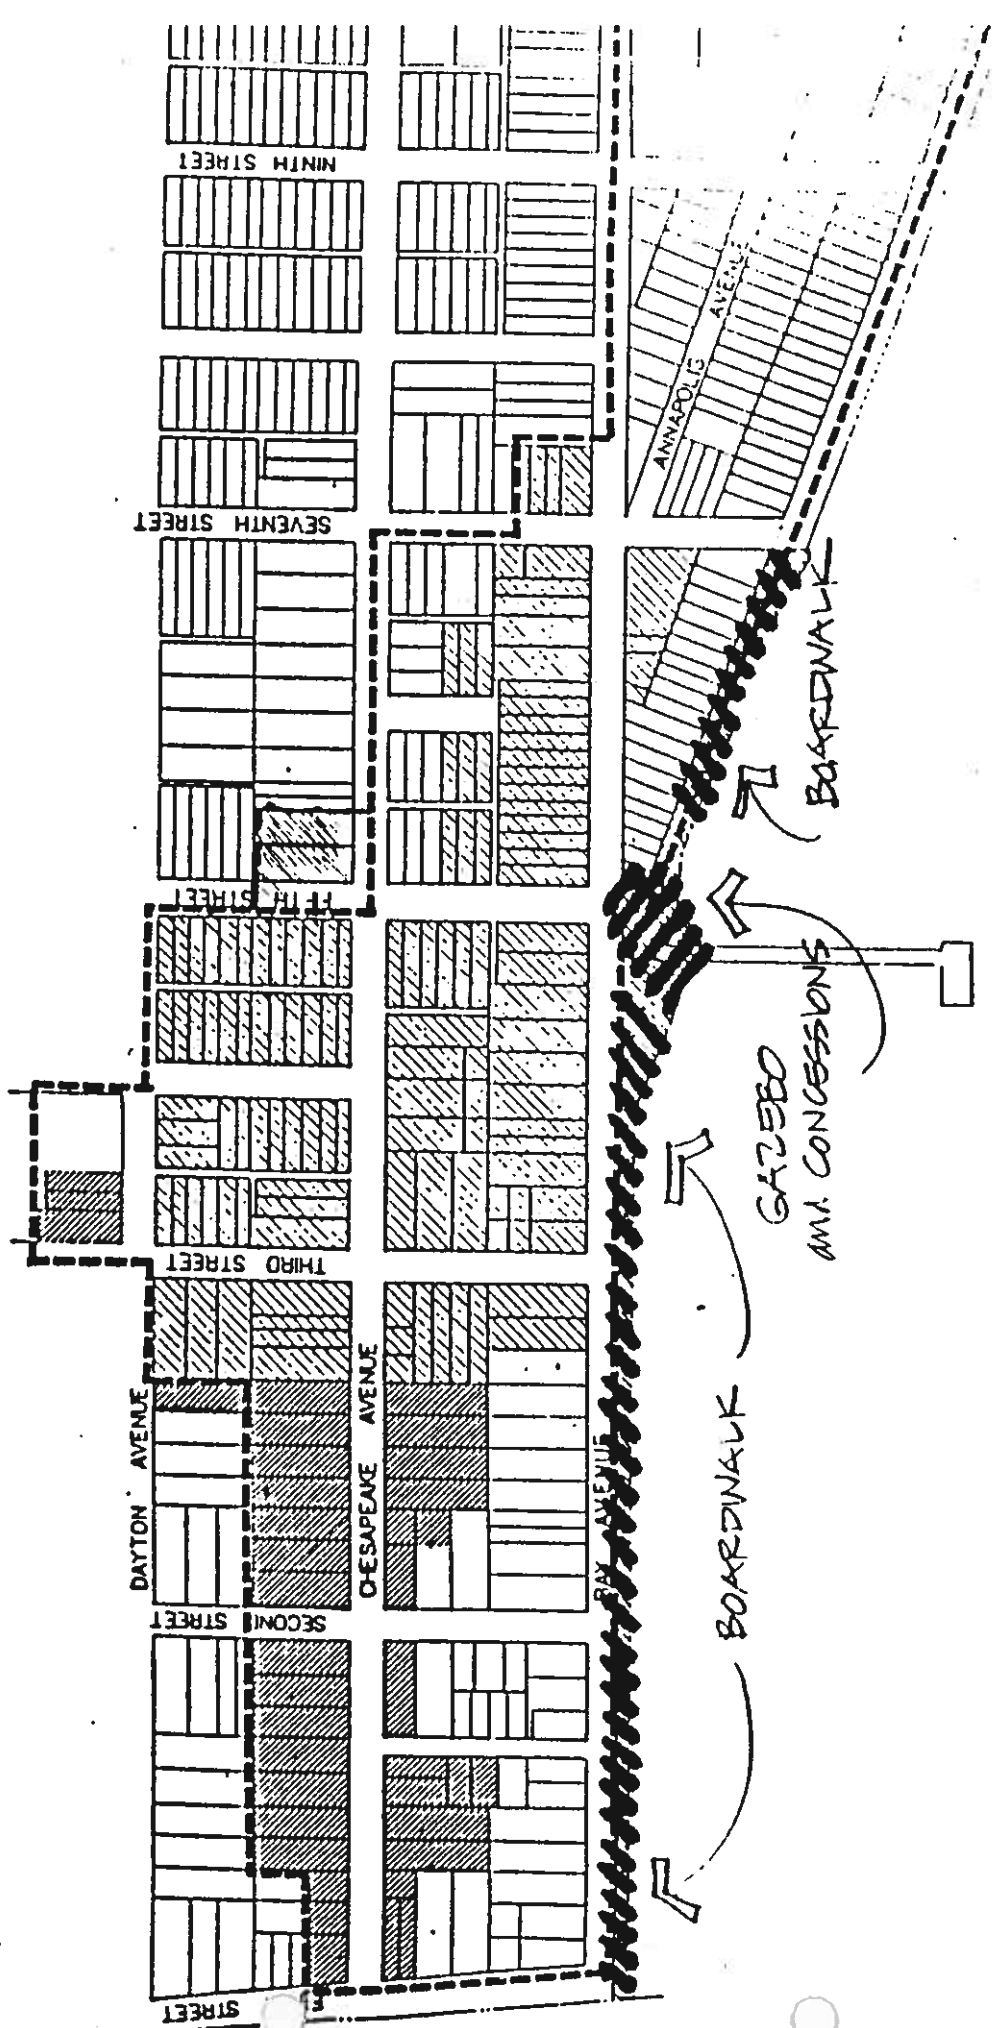 NINTH STREET
AVENUE
ANNAPOLIS
SEVENTH STREET
BOARDWALK
FIFTH STREET
GAZEBO
AND CONCESSIONS
THIRD STREET
DAYTON AVENUE
CHESAPEAKE AVENUE
BAY AVENUE
BOARDWALK
SECOND STREET
STREET